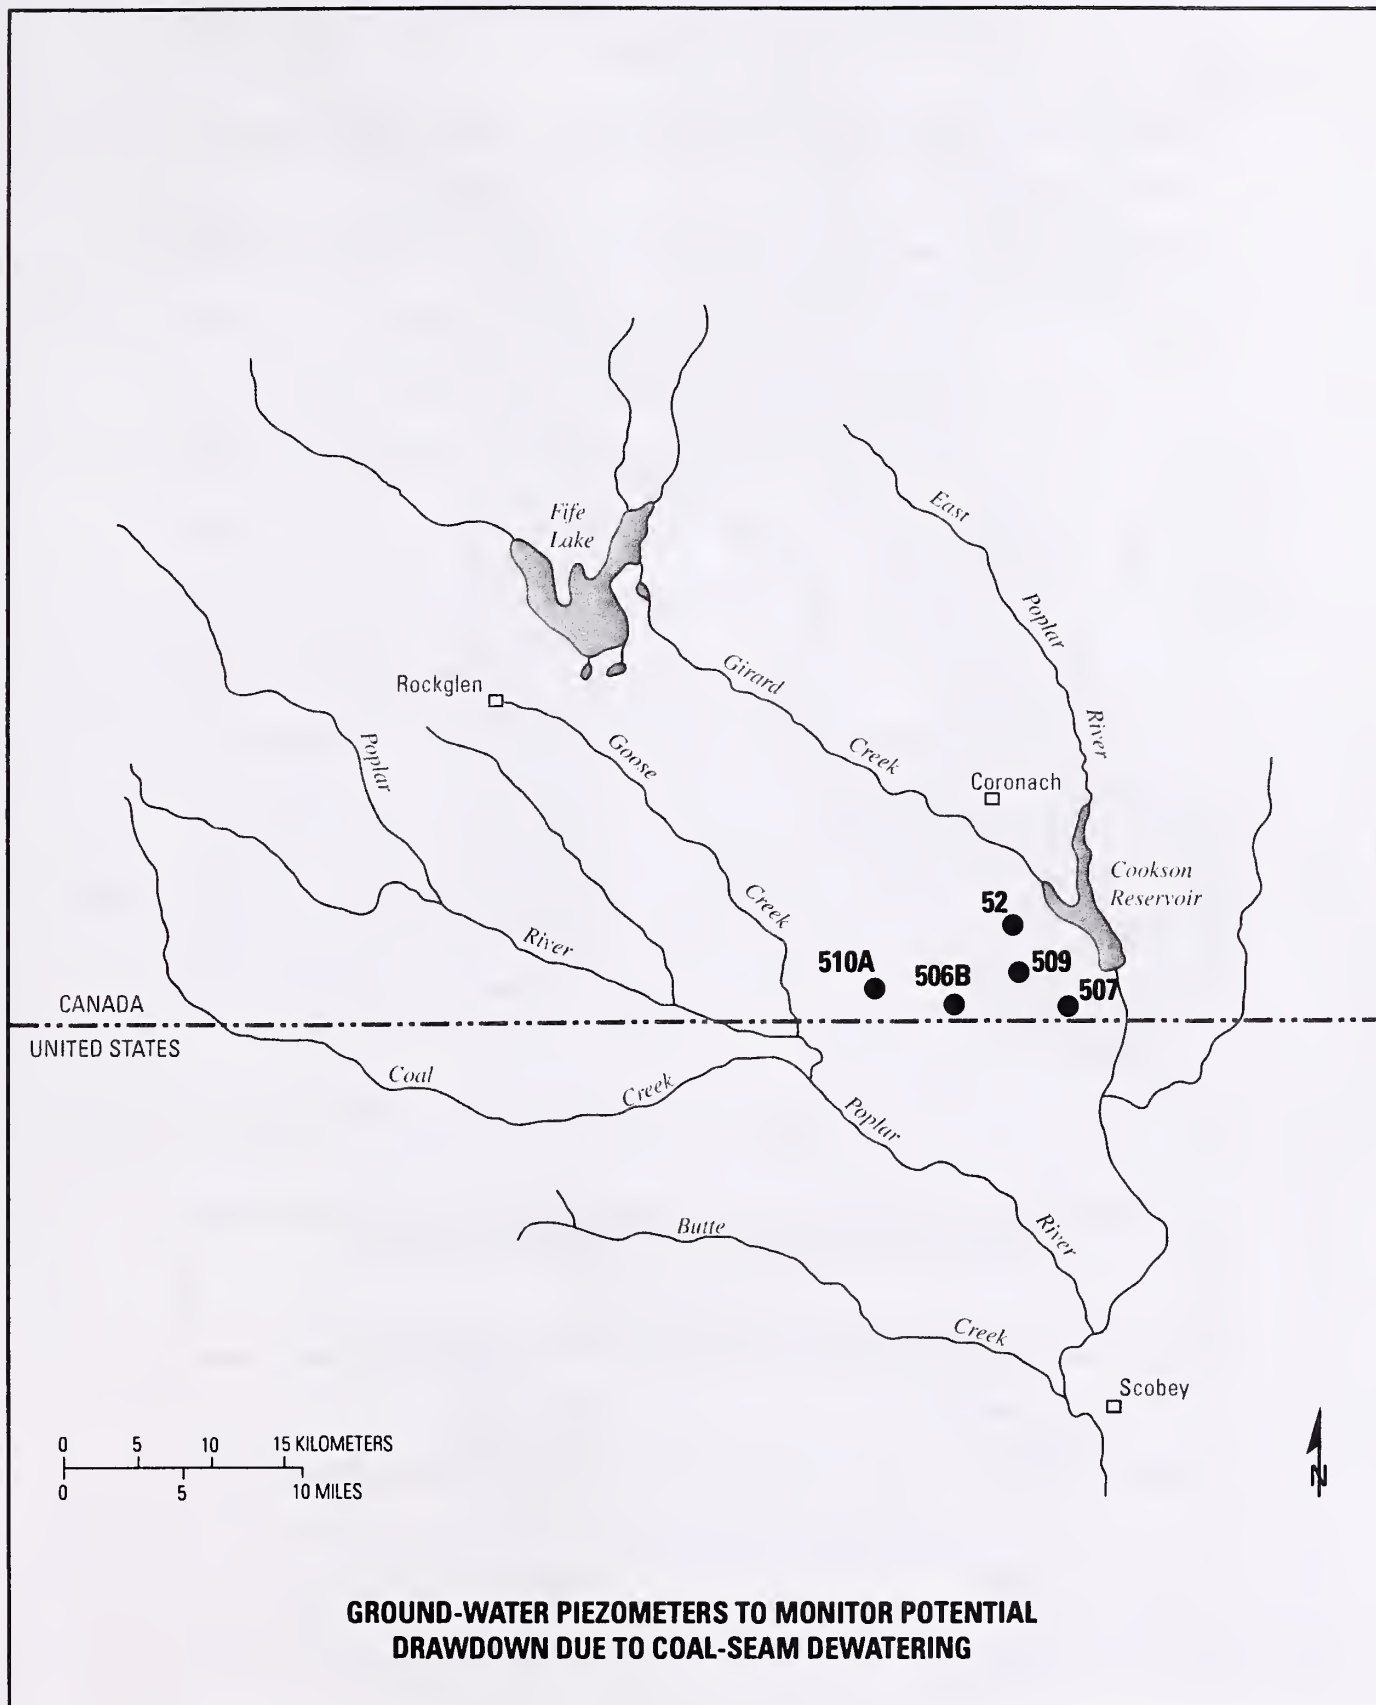 Fife
Lake
East
Poplar
River
Girard
Creek
Rockglen
Goose
Creek
Poplar
River
Coronach
Cookson
Reservoir
52
510A
506B
509
507
CANADA
UNITED STATES
Coal
Creek
Poplar
River
Butte
Creek
Scobey
0 5 10 15 KILOMETERS
0 5 10 MILES
N
GROUND-WATER PIEZOMETERS TO MONITOR POTENTIAL
DRAWDOWN DUE TO COAL-SEAM DEWATERING